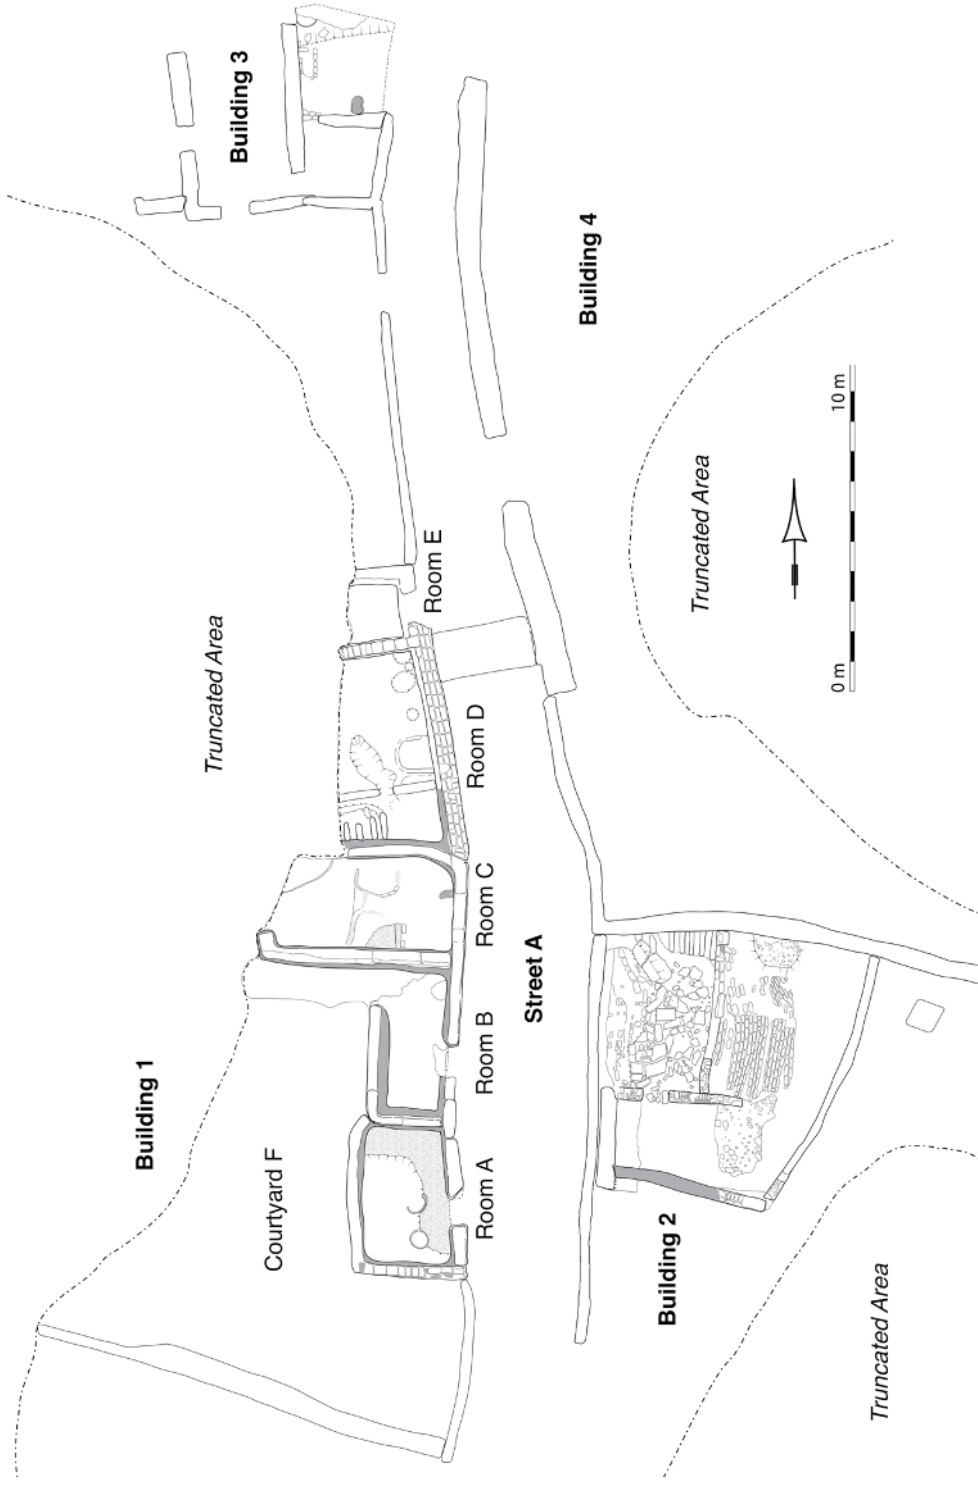 Building 3
Building 4
10 m
0 m
Truncated Area
Room E
Truncated Area
Room D
Room C
Street A
Room B
Building 1
Room A
Courtyard F
Building 2
Truncated Area